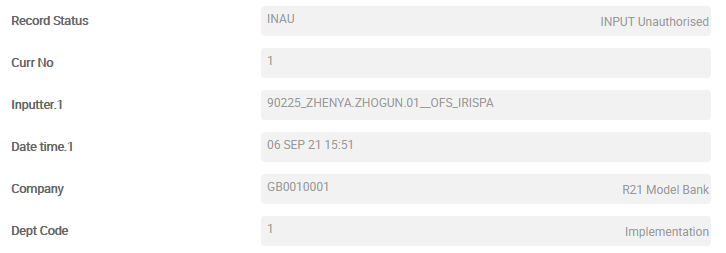 Record Status INAU INPUT Unauthorised
Curr No 1
Inputter.1 90225_ZHENYA.ZHOGUN.01__OFS_IRISPA
Date time.1 06 SEP 21 15:51
Company GB0010001 R21 Model Bank
Dept Code 1 Implementation